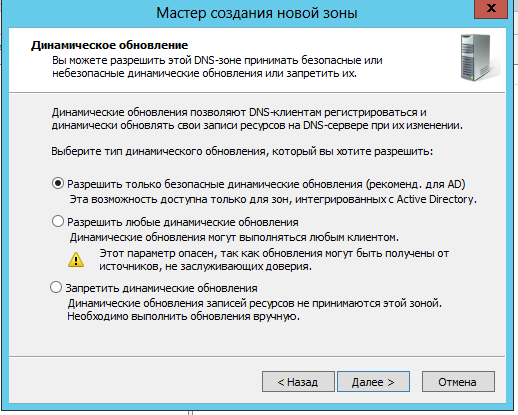 Мастер создания новой зоны
x
Динамическое обновление
Вы можете разрешить этой DNS-зоне принимать безопасные или
небезопасные динамические обновления или запретить их.
Динамические обновления позволяют DNS-клиентам регистрироваться и
динамически обновлять свои записи ресурсов на DNS-сервере при их изменении.
Выберите тип динамического обновления, который вы хотите разрешить:
Разрешить только безопасные динамические обновления (рекоменд. для AD)
Эта возможность доступна только для зон, интегрированных с Active Directory.
Разрешить любые динамические обновления
Динамические обновления могут выполняться любым клиентом.
Этот параметр опасен, так как обновления могут быть получены от
источников, не заслуживающих доверия.
Запретить динамические обновления
Динамические обновления записей ресурсов не принимаются этой зоной.
Необходимо выполнить обновления вручную.
< Назад
Далее >
Отмена